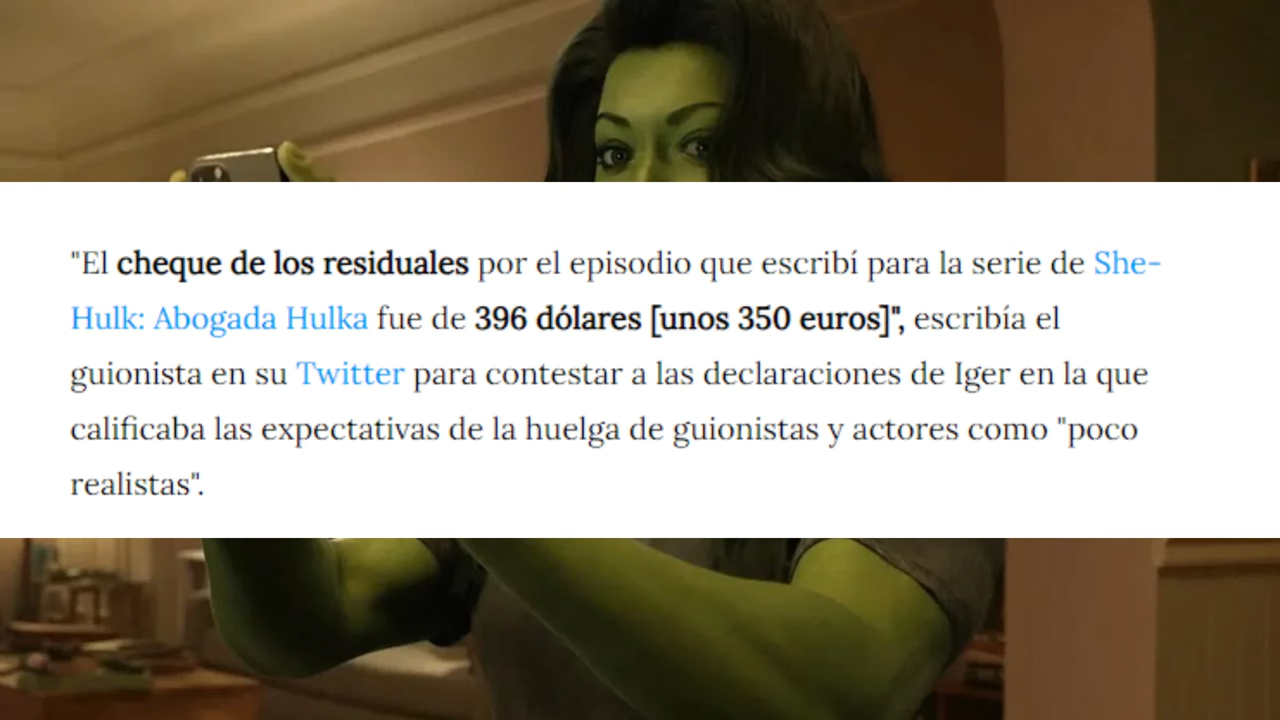 "El cheque de los residuales por el episodio que escribí para la serie de She-
Hulk: Abogada Hulka fue de 396 dólares [unos 350 euros]", escribía el
guionista en su Twitter para contestar a las declaraciones de Iger en la que
calificaba las expectativas de la huelga de guionistas y actores como "poco
realistas".